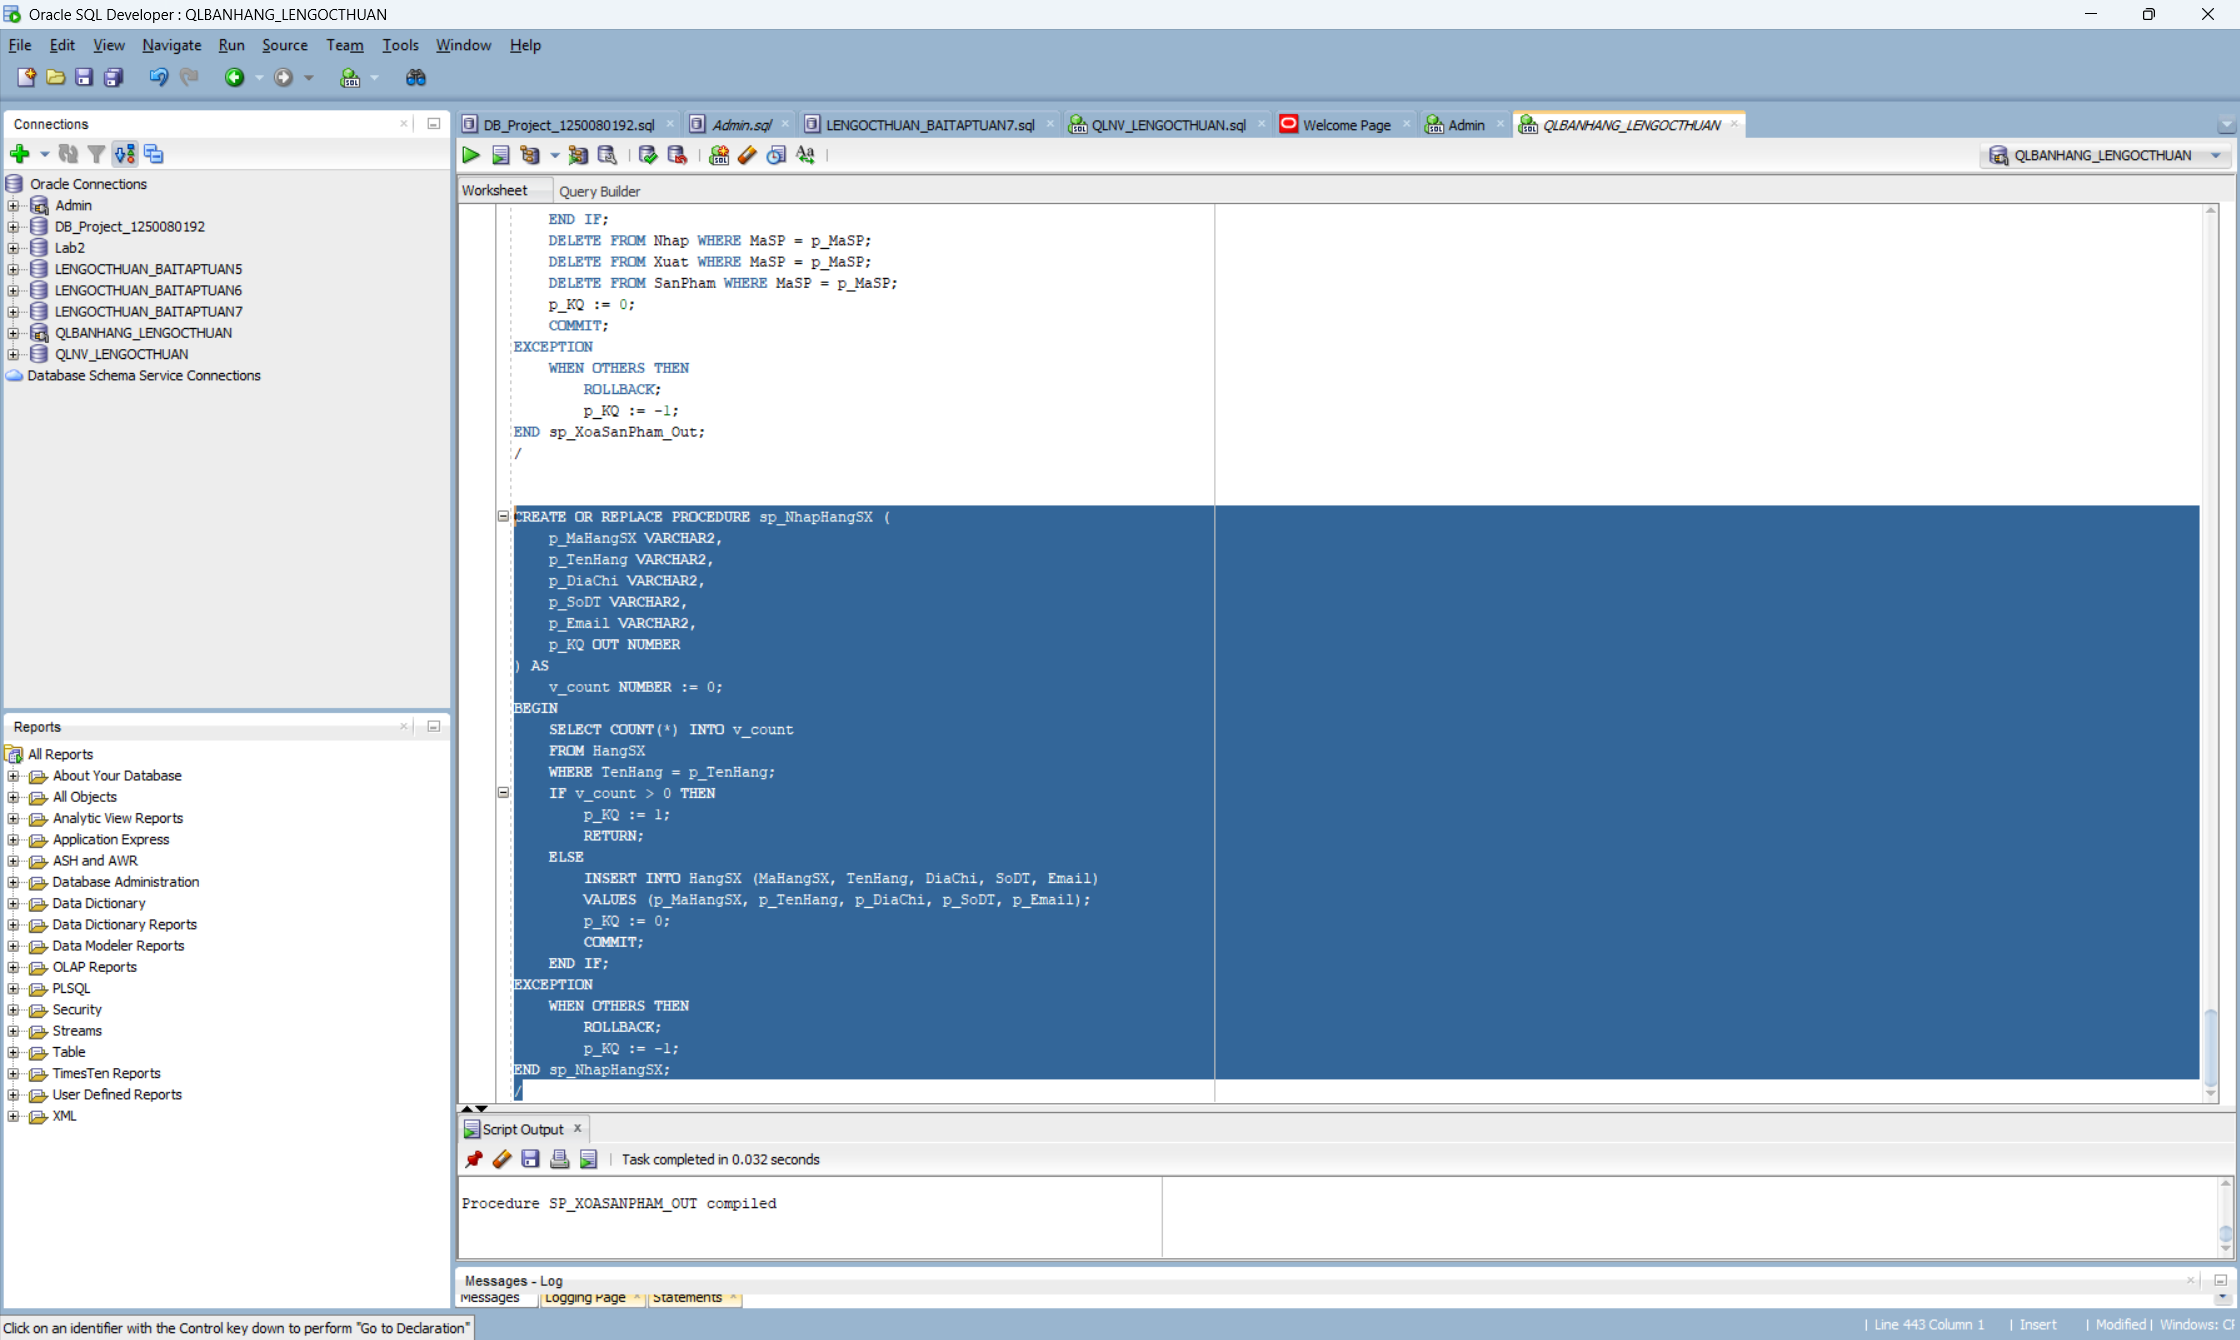 Oracle SQL Developer : QLBANHANG_LENGOCTHUAN
File Edit View Navigate Run Source Team Tools Window Help
Connections
Oracle Connections
Admin
DB_Project_1250080192
Lab2
LENGOCTHUAN_BAITAPTUAN5
LENGOCTHUAN_BAITAPTUAN6
LENGOCTHUAN_BAITAPTUAN7
QLBANHANG_LENGOCTHUAN
QLNV_LENGOCTHUAN
Database Schema Service Connections
Reports
All Reports
About Your Database
All Objects
Analytic View Reports
Application Express
ASH and AWR
Database Administration
Data Dictionary
Data Dictionary Reports
Data Modeler Reports
OLAP Reports
PLSQL
Security
Streams
Table
TimesTen Reports
User Defined Reports
XML
DB_Project_1250080192.sql Admin.sql LENGOCTHUAN_BAITAPTUAN7.sql QLNV_LENGOCTHUAN.sql Welcome Page Admin QLBANHANG_LENGOCTHUAN
QLBANHANG_LENGOCTHUAN
Worksheet Query Builder
END IF;
DELETE FROM Nhap WHERE MaSP = p_MaSP;
DELETE FROM Xuat WHERE MaSP = p_MaSP;
DELETE FROM SanPham WHERE MaSP = p_MaSP;
p_KQ := 0;
COMMIT;
EXCEPTION
WHEN OTHERS THEN
ROLLBACK;
p_KQ := -1;
END sp_XoaSanPham_Out;
/
CREATE OR REPLACE PROCEDURE sp_NhapHangSX (
p_MaHangSX VARCHAR2,
p_TenHang VARCHAR2,
p_DiaChi VARCHAR2,
p_SoDT VARCHAR2,
p_Email VARCHAR2,
p_KQ OUT NUMBER
) AS
v_count NUMBER := 0;
BEGIN
SELECT COUNT(*) INTO v_count
FROM HangSX
WHERE TenHang = p_TenHang;
IF v_count > 0 THEN
p_KQ := 1;
RETURN;
ELSE
INSERT INTO HangSX (MaHangSX, TenHang, DiaChi, SoDT, Email)
VALUES (p_MaHangSX, p_TenHang, p_DiaChi, p_SoDT, p_Email);
p_KQ := 0;
COMMIT;
END IF;
EXCEPTION
WHEN OTHERS THEN
ROLLBACK;
p_KQ := -1;
END sp_NhapHangSX;
/
Script Output
Task completed in 0.032 seconds
Procedure SP_XOASANPHAM_OUT compiled
Messages - Log
Messages Logging Page Statements
Click on an identifier with the Control key down to perform "Go to Declaration"
Line 443 Column 1 | Insert | Modified | Windows: